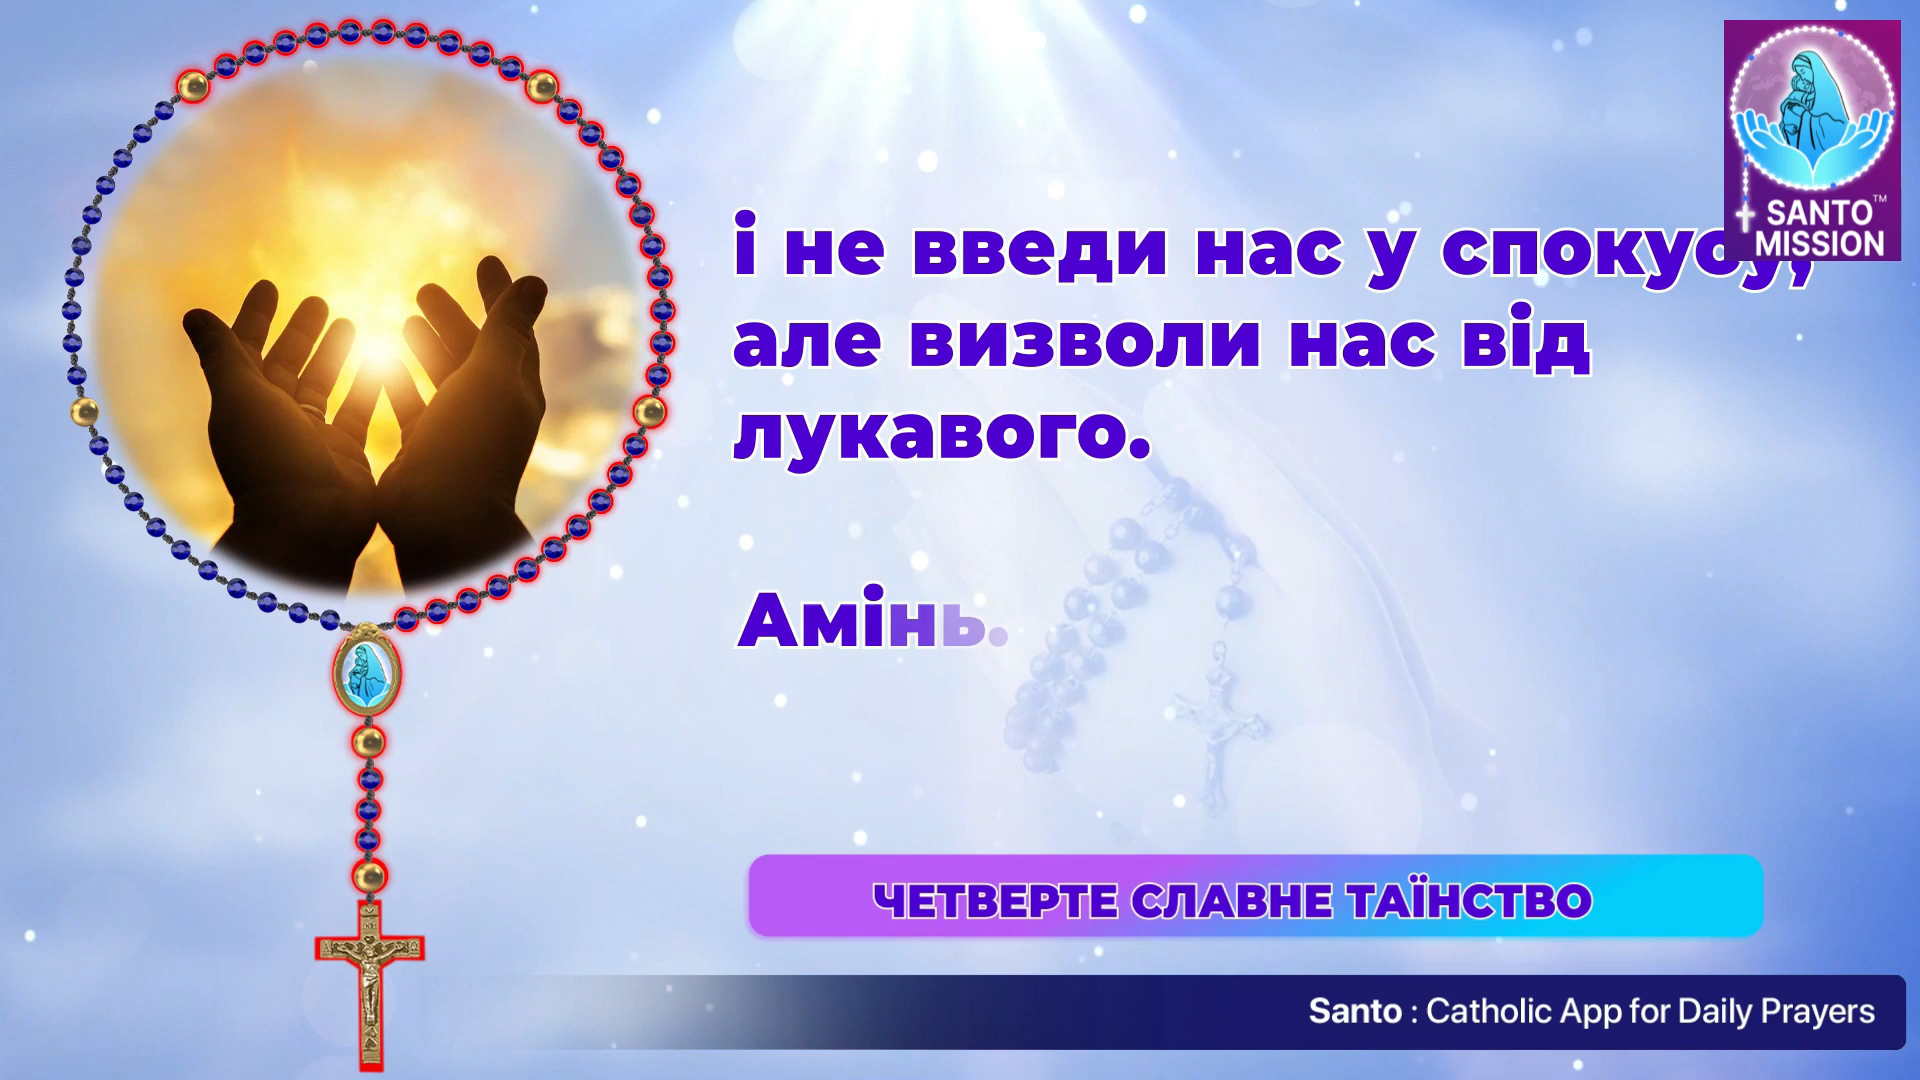 SANTO™
MISSION
і не введи нас у спокусу,
але визволи нас від
лукавого.
Амінь.
ЧЕТВЕРТЕ СЛАВНЕ ТАЇНСТВО
Santo : Catholic App for Daily Prayers